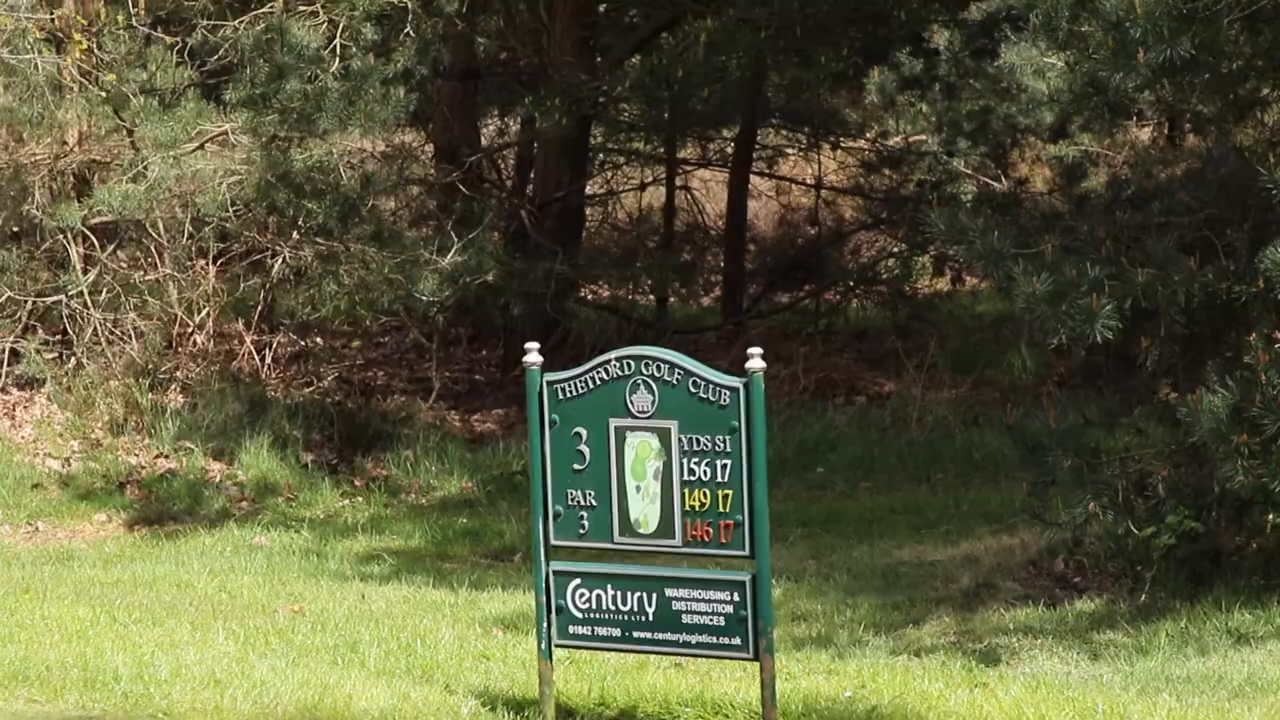 THETFORD GOLF CLUB
3
PAR
3
YDS SI
156 17
149 17
146 17
Century
LOGISTICS LTD
WAREHOUSING &
DISTRIBUTION
SERVICES
01842 766700 - www.centurylogistics.co.uk